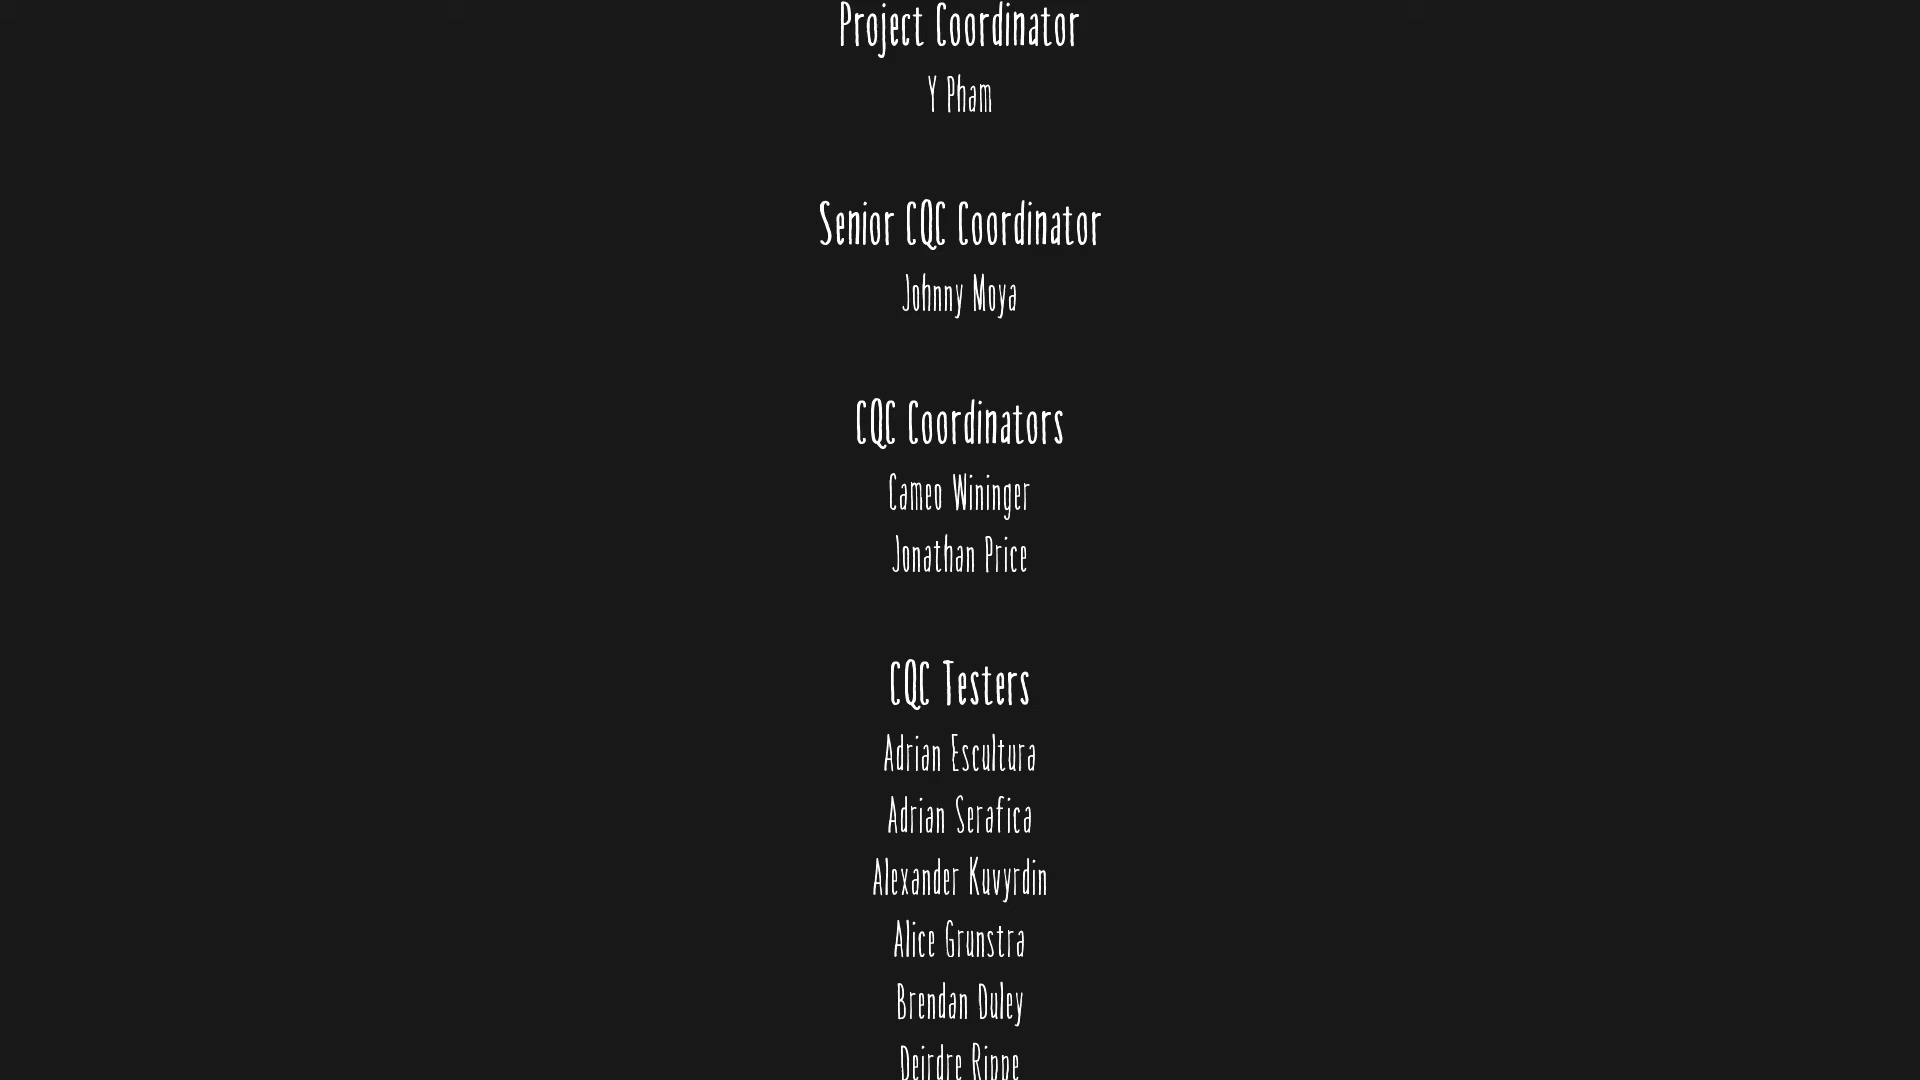 Project Coordinator
Y Pham
Senior CQC Coordinator
Johnny Moya
CQC Coordinators
Cameo Wininger
Jonathan Price
CQC Testers
Adrian Escultura
Adrian Serafica
Alexander Kuvyrdin
Alice Grunstra
Brendan Duley
Deirdre Rippe